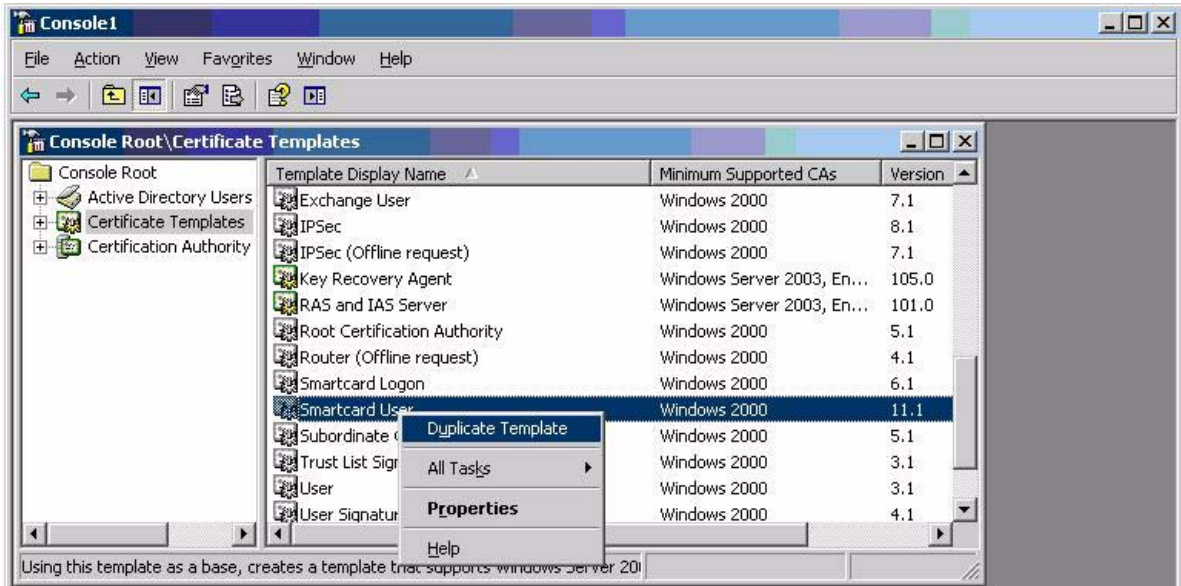 Console1
File Action View Favorites Window Help
Console Root\Certificate Templates
Console Root
Active Directory Users
Certificate Templates
Certification Authority
Template Display Name Minimum Supported CAs Version
Exchange User Windows 2000 7.1
IPSec Windows 2000 8.1
IPSec (Offline request) Windows 2000 7.1
Key Recovery Agent Windows Server 2003, En... 105.0
RAS and IAS Server Windows Server 2003, En... 101.0
Root Certification Authority Windows 2000 5.1
Router (Offline request) Windows 2000 4.1
Smartcard Logon Windows 2000 6.1
Smartcard User Windows 2000 11.1
Subordinate Windows 2000 5.1
Trust List Windows 2000 3.1
User Windows 2000 3.1
User Windows 2000 4.1
Duplicate Template
All Tasks
Properties
Help
Using this template as a base, creates a template that supports Windows Server